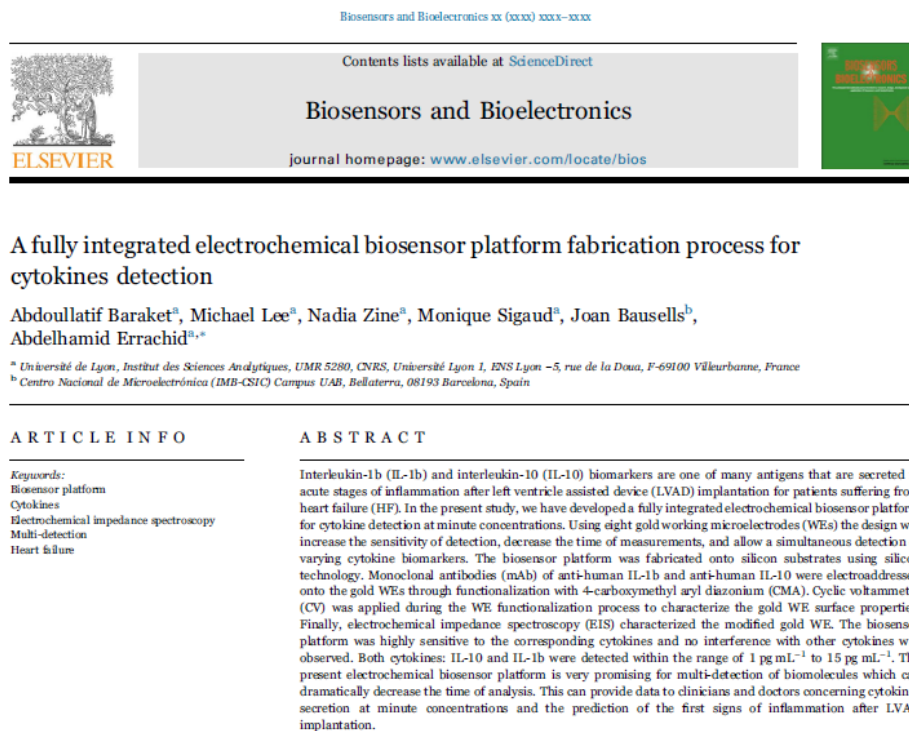 Biosensors and Bioelectronics xx (xxxx) xxxx–xxxx
Contents lists available at ScienceDirect
Biosensors and Bioelectronics
journal homepage: www.elsevier.com/locate/bios
ELSEVIER
BIOSENSORS
BIOELECTRONICS
A fully integrated electrochemical biosensor platform fabrication process for
cytokines detection
Abdoullatif Baraketᵃ, Michael Leeᵃ, Nadia Zineᵃ, Monique Sigaudᵃ, Joan Bausellsᵇ,
Abdelhamid Errachidᵃ,*
ᵃ Université de Lyon, Institut des Sciences Analytiques, UMR 5280, CNRS, Université Lyon 1, ENS Lyon −5, rue de la Doua, F-69100 Villeurbanne, France
ᵇ Centro Nacional de Microelectrónica (IMB-CSIC) Campus UAB, Bellaterra, 08193 Barcelona, Spain
ARTICLE INFO
Keywords:
Biosensor platform
Cytokines
Electrochemical impedance spectroscopy
Multi-detection
Heart failure
ABSTRACT
Interleukin-1b (IL-1b) and interleukin-10 (IL-10) biomarkers are one of many antigens that are secreted
acute stages of inflammation after left ventricle assisted device (LVAD) implantation for patients suffering fro
heart failure (HF). In the present study, we have developed a fully integrated electrochemical biosensor platfor
for cytokine detection at minute concentrations. Using eight gold working microelectrodes (WEs) the design w
increase the sensitivity of detection, decrease the time of measurements, and allow a simultaneous detection
varying cytokine biomarkers. The biosensor platform was fabricated onto silicon substrates using silico
technology. Monoclonal antibodies (mAb) of anti-human IL-1b and anti-human IL-10 were electroaddresse
onto the gold WEs through functionalization with 4-carboxymethyl aryl diazonium (CMA). Cyclic voltammet
(CV) was applied during the WE functionalization process to characterize the gold WE surface propertie
Finally, electrochemical impedance spectroscopy (EIS) characterized the modified gold WE. The biosenso
platform was highly sensitive to the corresponding cytokines and no interference with other cytokines w
observed. Both cytokines: IL-10 and IL-1b were detected within the range of 1 pg mL⁻¹ to 15 pg mL⁻¹. Th
present electrochemical biosensor platform is very promising for multi-detection of biomolecules which ca
dramatically decrease the time of analysis. This can provide data to clinicians and doctors concerning cytokin
secretion at minute concentrations and the prediction of the first signs of inflammation after LVA
implantation.